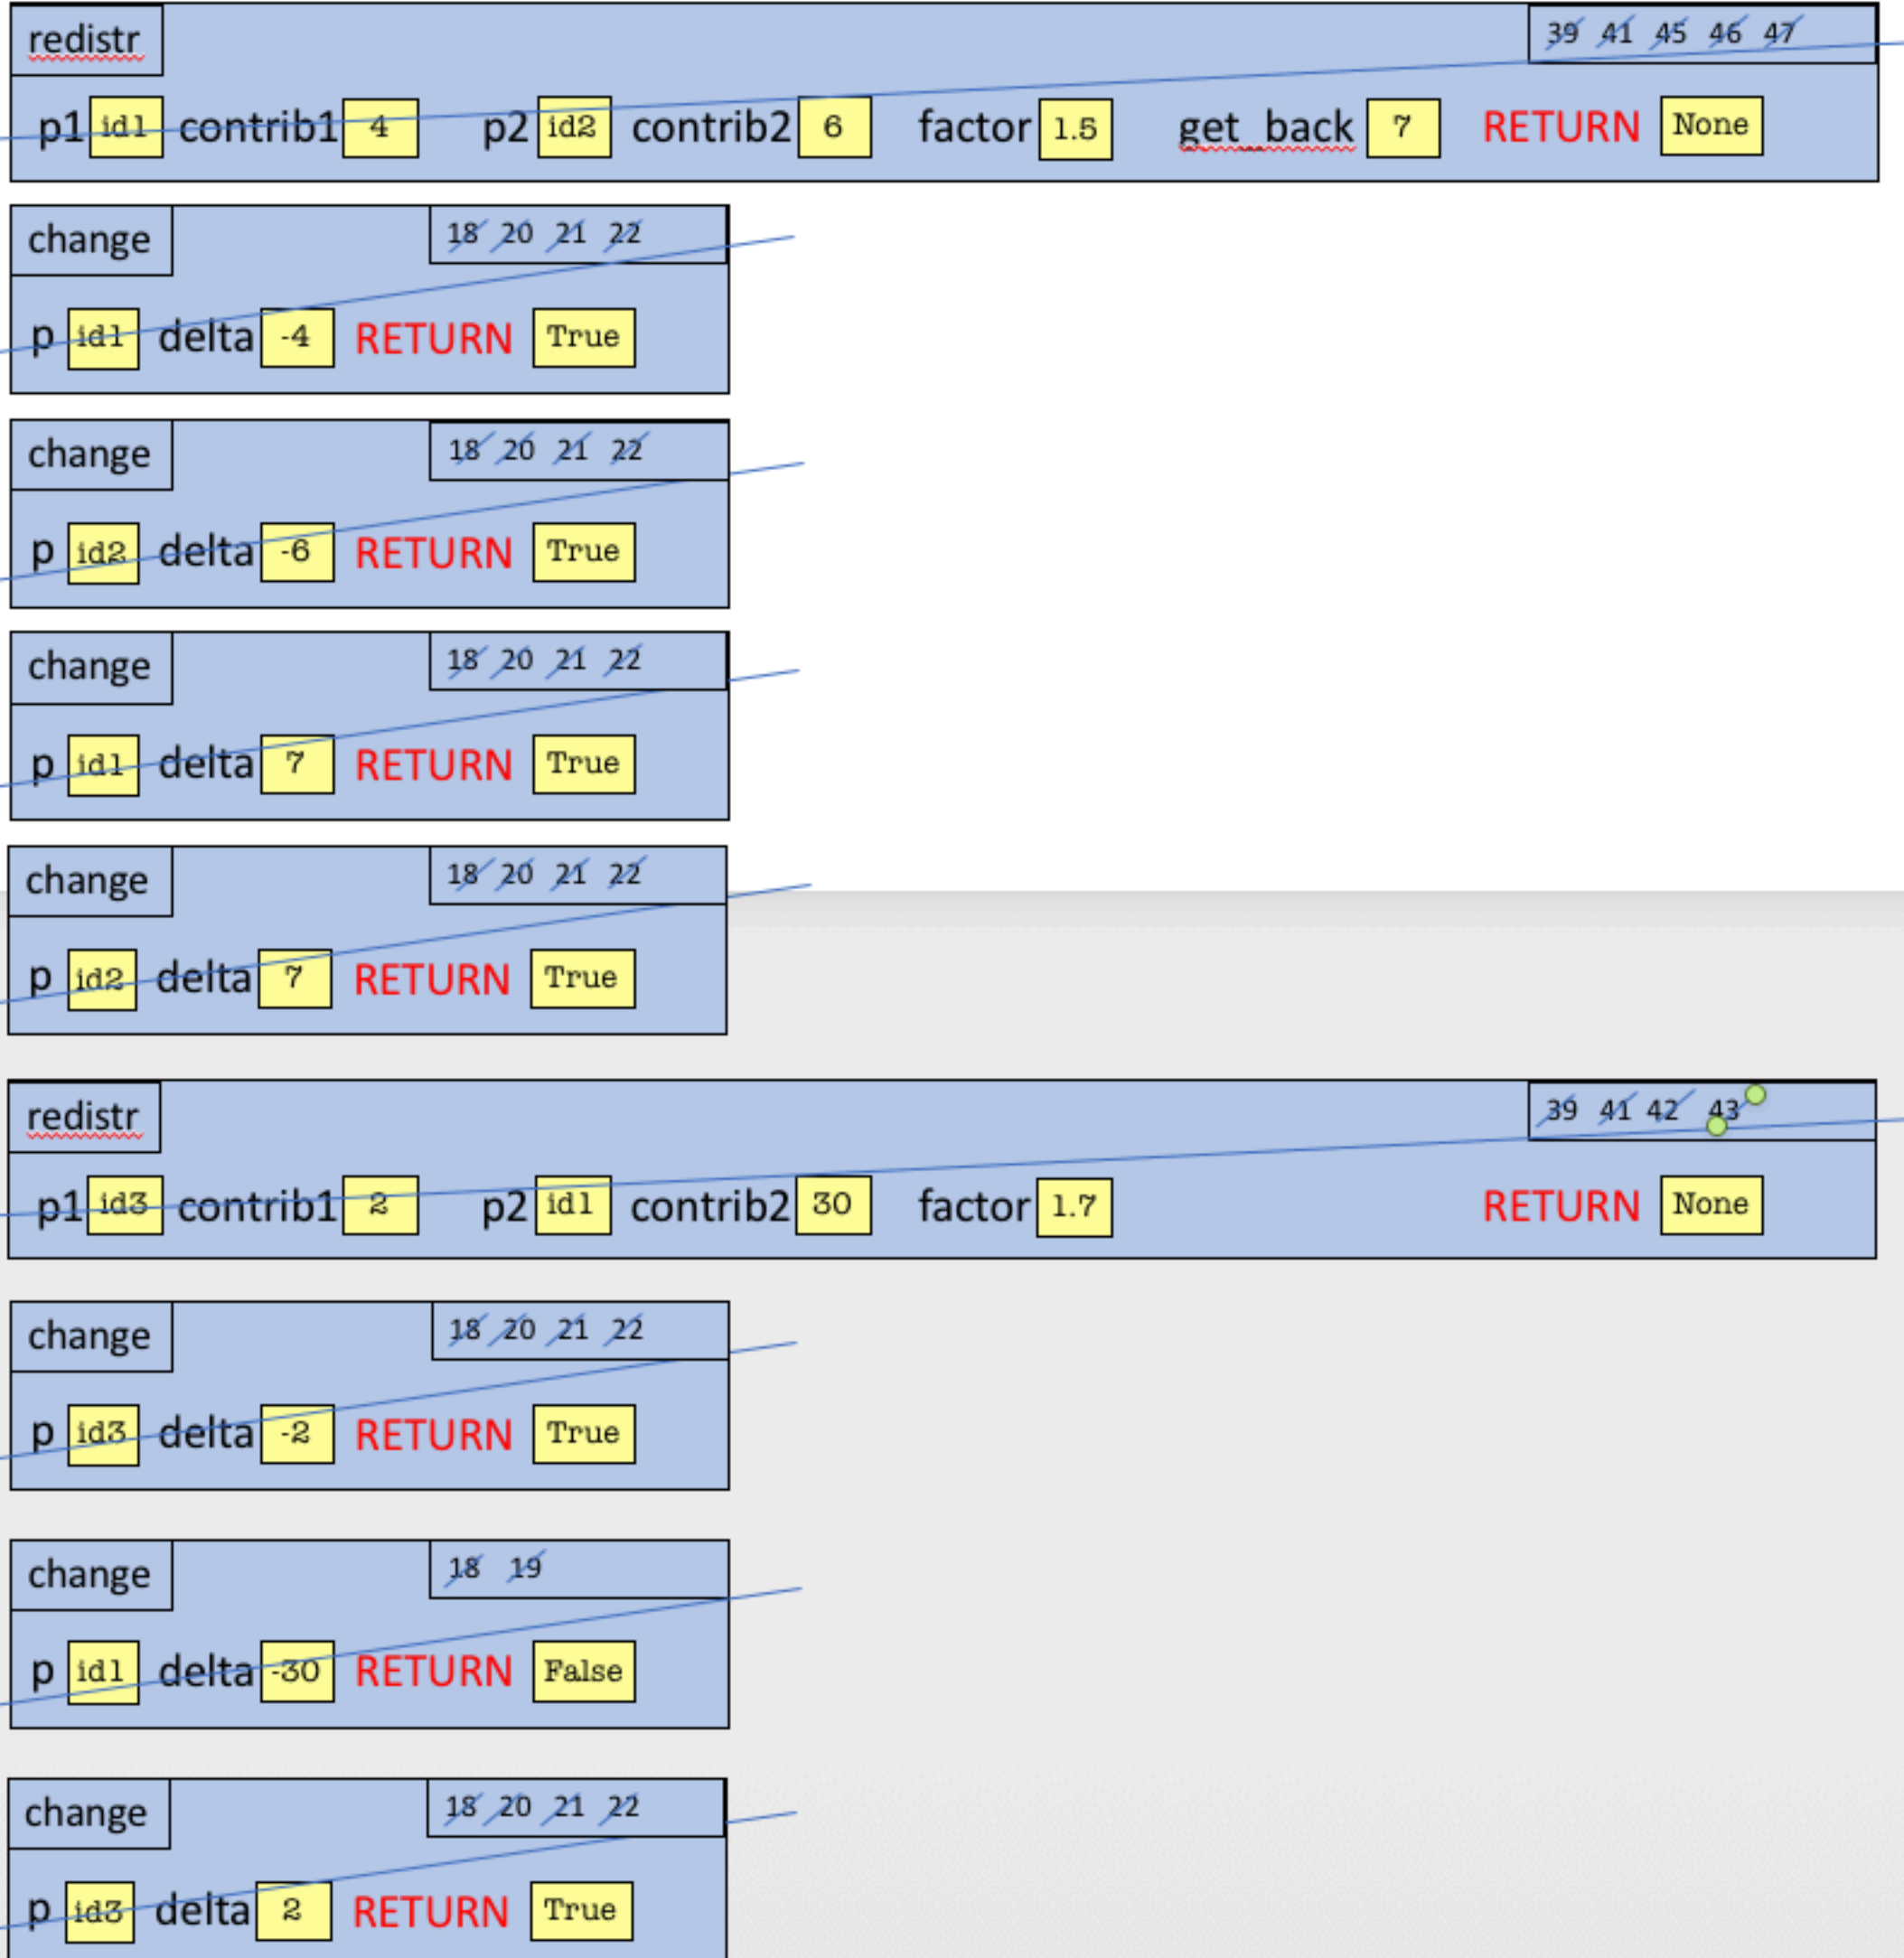 redistr 39 41 45 46 47
p1 id1 contrib1 4 p2 id2 contrib2 6 factor 1.5 get_back 7 RETURN None
change 18 20 21 22
p id1 delta -4 RETURN True
change 18 20 21 22
p id2 delta -6 RETURN True
change 18 20 21 22
p id1 delta 7 RETURN True
change 18 20 21 22
p id2 delta 7 RETURN True
redistr 39 41 42 43
p1 id3 contrib1 2 p2 id1 contrib2 30 factor 1.7 RETURN None
change 18 20 21 22
p id3 delta -2 RETURN True
change 18 19
p id1 delta -30 RETURN False
change 18 20 21 22
p id3 delta 2 RETURN True